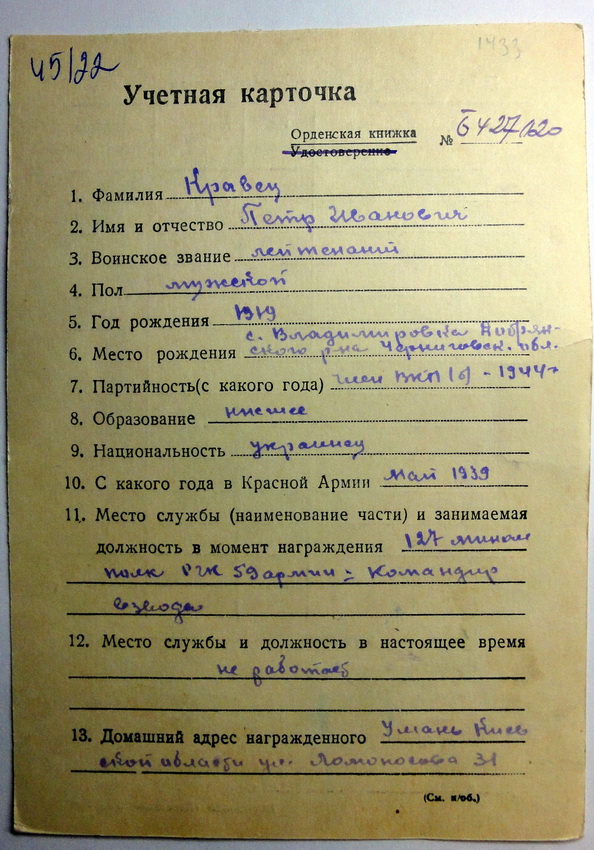 45/22
1433
Учетная карточка
Орденская книжка
Удостоверение
№ Б 427020
1. Фамилия Кравец
2. Имя и отчество Петр Иванович
3. Воинское звание лейтенант
4. Пол мужской
5. Год рождения 1919
с. Владимировка Добрян-
6. Место рождения ского р-на Черниговск. обл.
7. Партийность(с какого года) член ВКП(б) - 1944г
8. Образование низшее
9. Национальность украинец
10. С какого года в Красной Армии май 1939
11. Место службы (наименование части) и занимаемая
должность в момент награждения 127 мином
полк РГК 59 армии - Командир
взвода
12. Место службы и должность в настоящее время
не работает
13. Домашний адрес награжденного Умань Киев
ской области ул. Ломоносова 31
(См. н/об.)